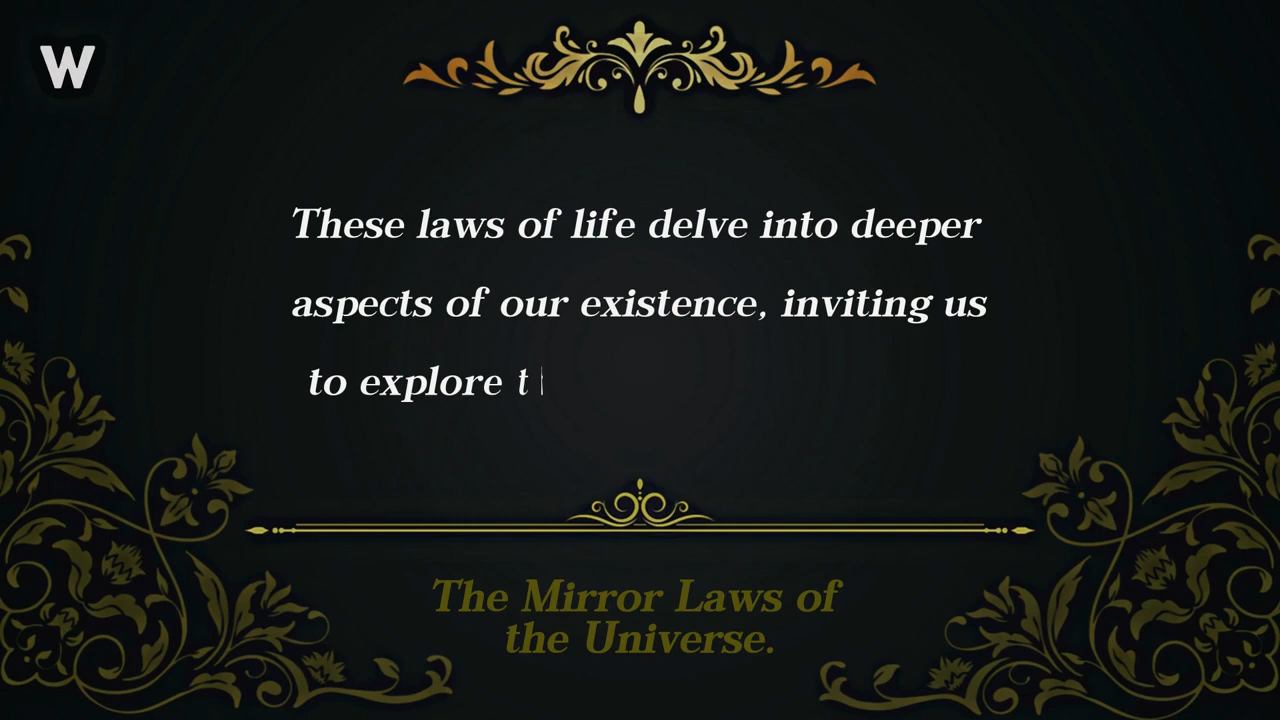 W
These laws of life delve into deeper
aspects of our existence, inviting us
to explore t
The Mirror Laws of
the Universe.